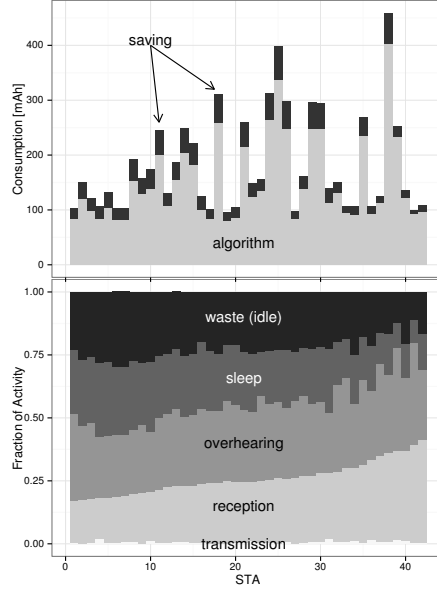 saving
400
300
200
100
0
Consumption [mAh]
algorithm
1.00
0.75
0.50
0.25
0.00
Fraction of Activity
waste (idle)
sleep
overhearing
reception
transmission
0 10 20 30 40
STA